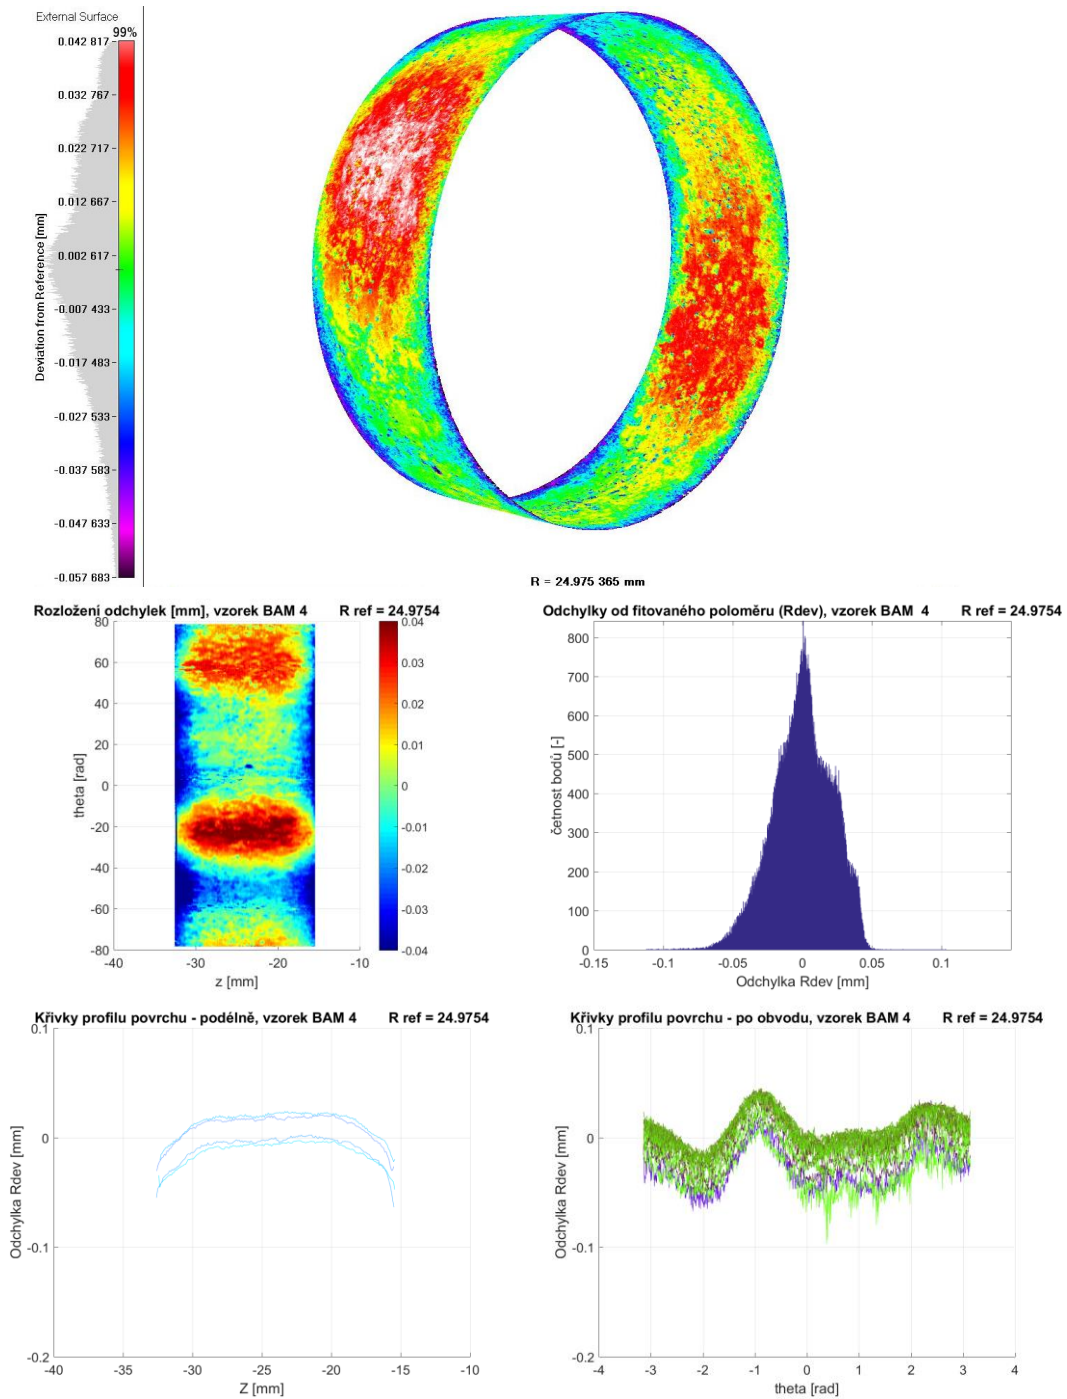 External Surface
99%
0.042 817
0.032 767
0.022 717
0.012 667
0.002 617
-0.007 433
-0.017 483
-0.027 533
-0.037 583
-0.047 633
-0.057 683
Deviation from Reference [mm]
R = 24.975 365 mm
Rozložení odchylek [mm], vzorek BAM 4 R ref = 24.9754
80
60
40
20
0
-20
-40
-60
-80
theta [rad]
-40 -30 -20 -10
z [mm]
0.04
0.03
0.02
0.01
0
-0.01
-0.02
-0.03
-0.04
Odchylky od fitovaného poloměru (Rdev), vzorek BAM 4 R ref = 24.9754
800
700
600
500
400
300
200
100
0
četnost bodů [-]
-0.15 -0.1 -0.05 0 0.05 0.1
Odchylka Rdev [mm]
Křivky profilu povrchu - podélně, vzorek BAM 4 R ref = 24.9754
0.1
0
-0.1
-0.2
Odchylka Rdev [mm]
-40 -35 -30 -25 -20 -15 -10
Z [mm]
Křivky profilu povrchu - po obvodu, vzorek BAM 4 R ref = 24.9754
0.1
0
-0.1
-0.2
Odchylka Rdev [mm]
-4 -3 -2 -1 0 1 2 3 4
theta [rad]